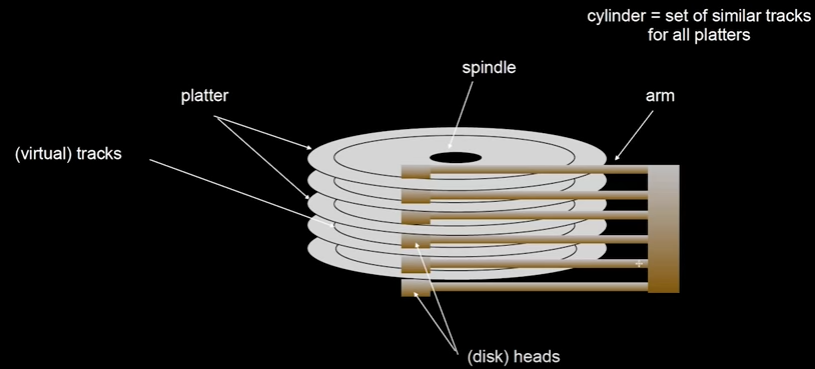 cylinder = set of similar tracks
for all platters
spindle
platter
arm
(virtual) tracks
(disk) heads